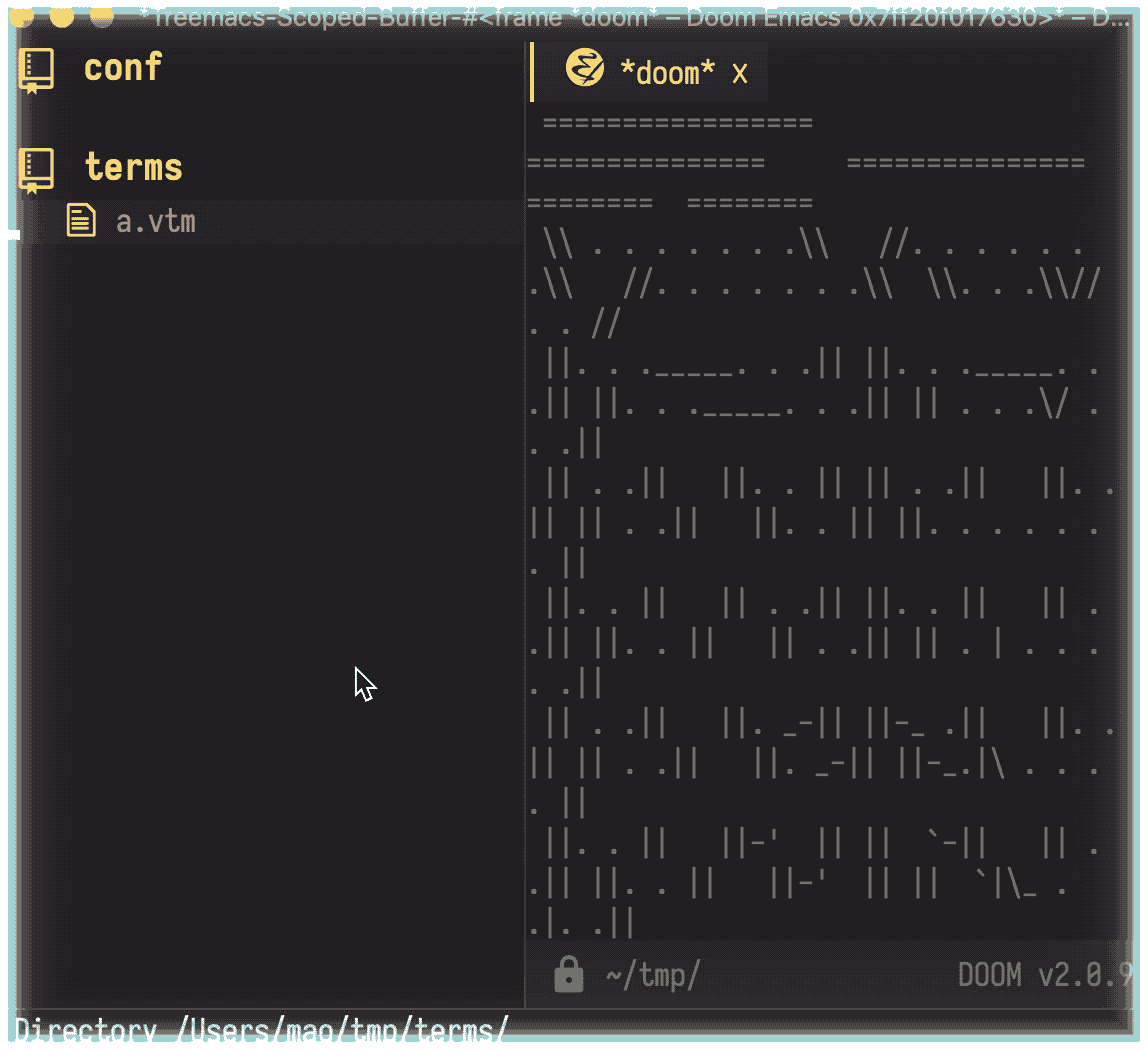 *Treemacs-Scoped-Buffer-#<frame *doom* – Doom Emacs 0x7ff20f017630>* – D...
conf
terms
a.vtm
*doom* x
=================
===============     ===============
========  ========
\\ . . . . . . .\\   //. . . . . .
.\\   //. . . . . . .\\  \\. . .\\//
. . //
||. . ._____. . .|| ||. . ._____. .
.|| ||. . ._____. . .|| || . . .\/ .
. .||
|| . .||   ||. . || || . .||   ||. .
|| || . .||   ||. . || ||. . . . . .
. ||
||. . ||   || . .|| ||. . ||   || .
.|| ||. . ||   || . .|| || . | . . .
. .||
|| . .||   ||. _-|| ||-_ .||   ||. .
|| || . .||   ||. _-|| ||-_.|\ . . .
. ||
||. . ||   ||-'  || ||  `-||   || .
.|| ||. . ||   ||-'  || ||  `|\_ .
.|. .||
~/tmp/ DOOM v2.0.9
Directory /Users/mao/tmp/terms/